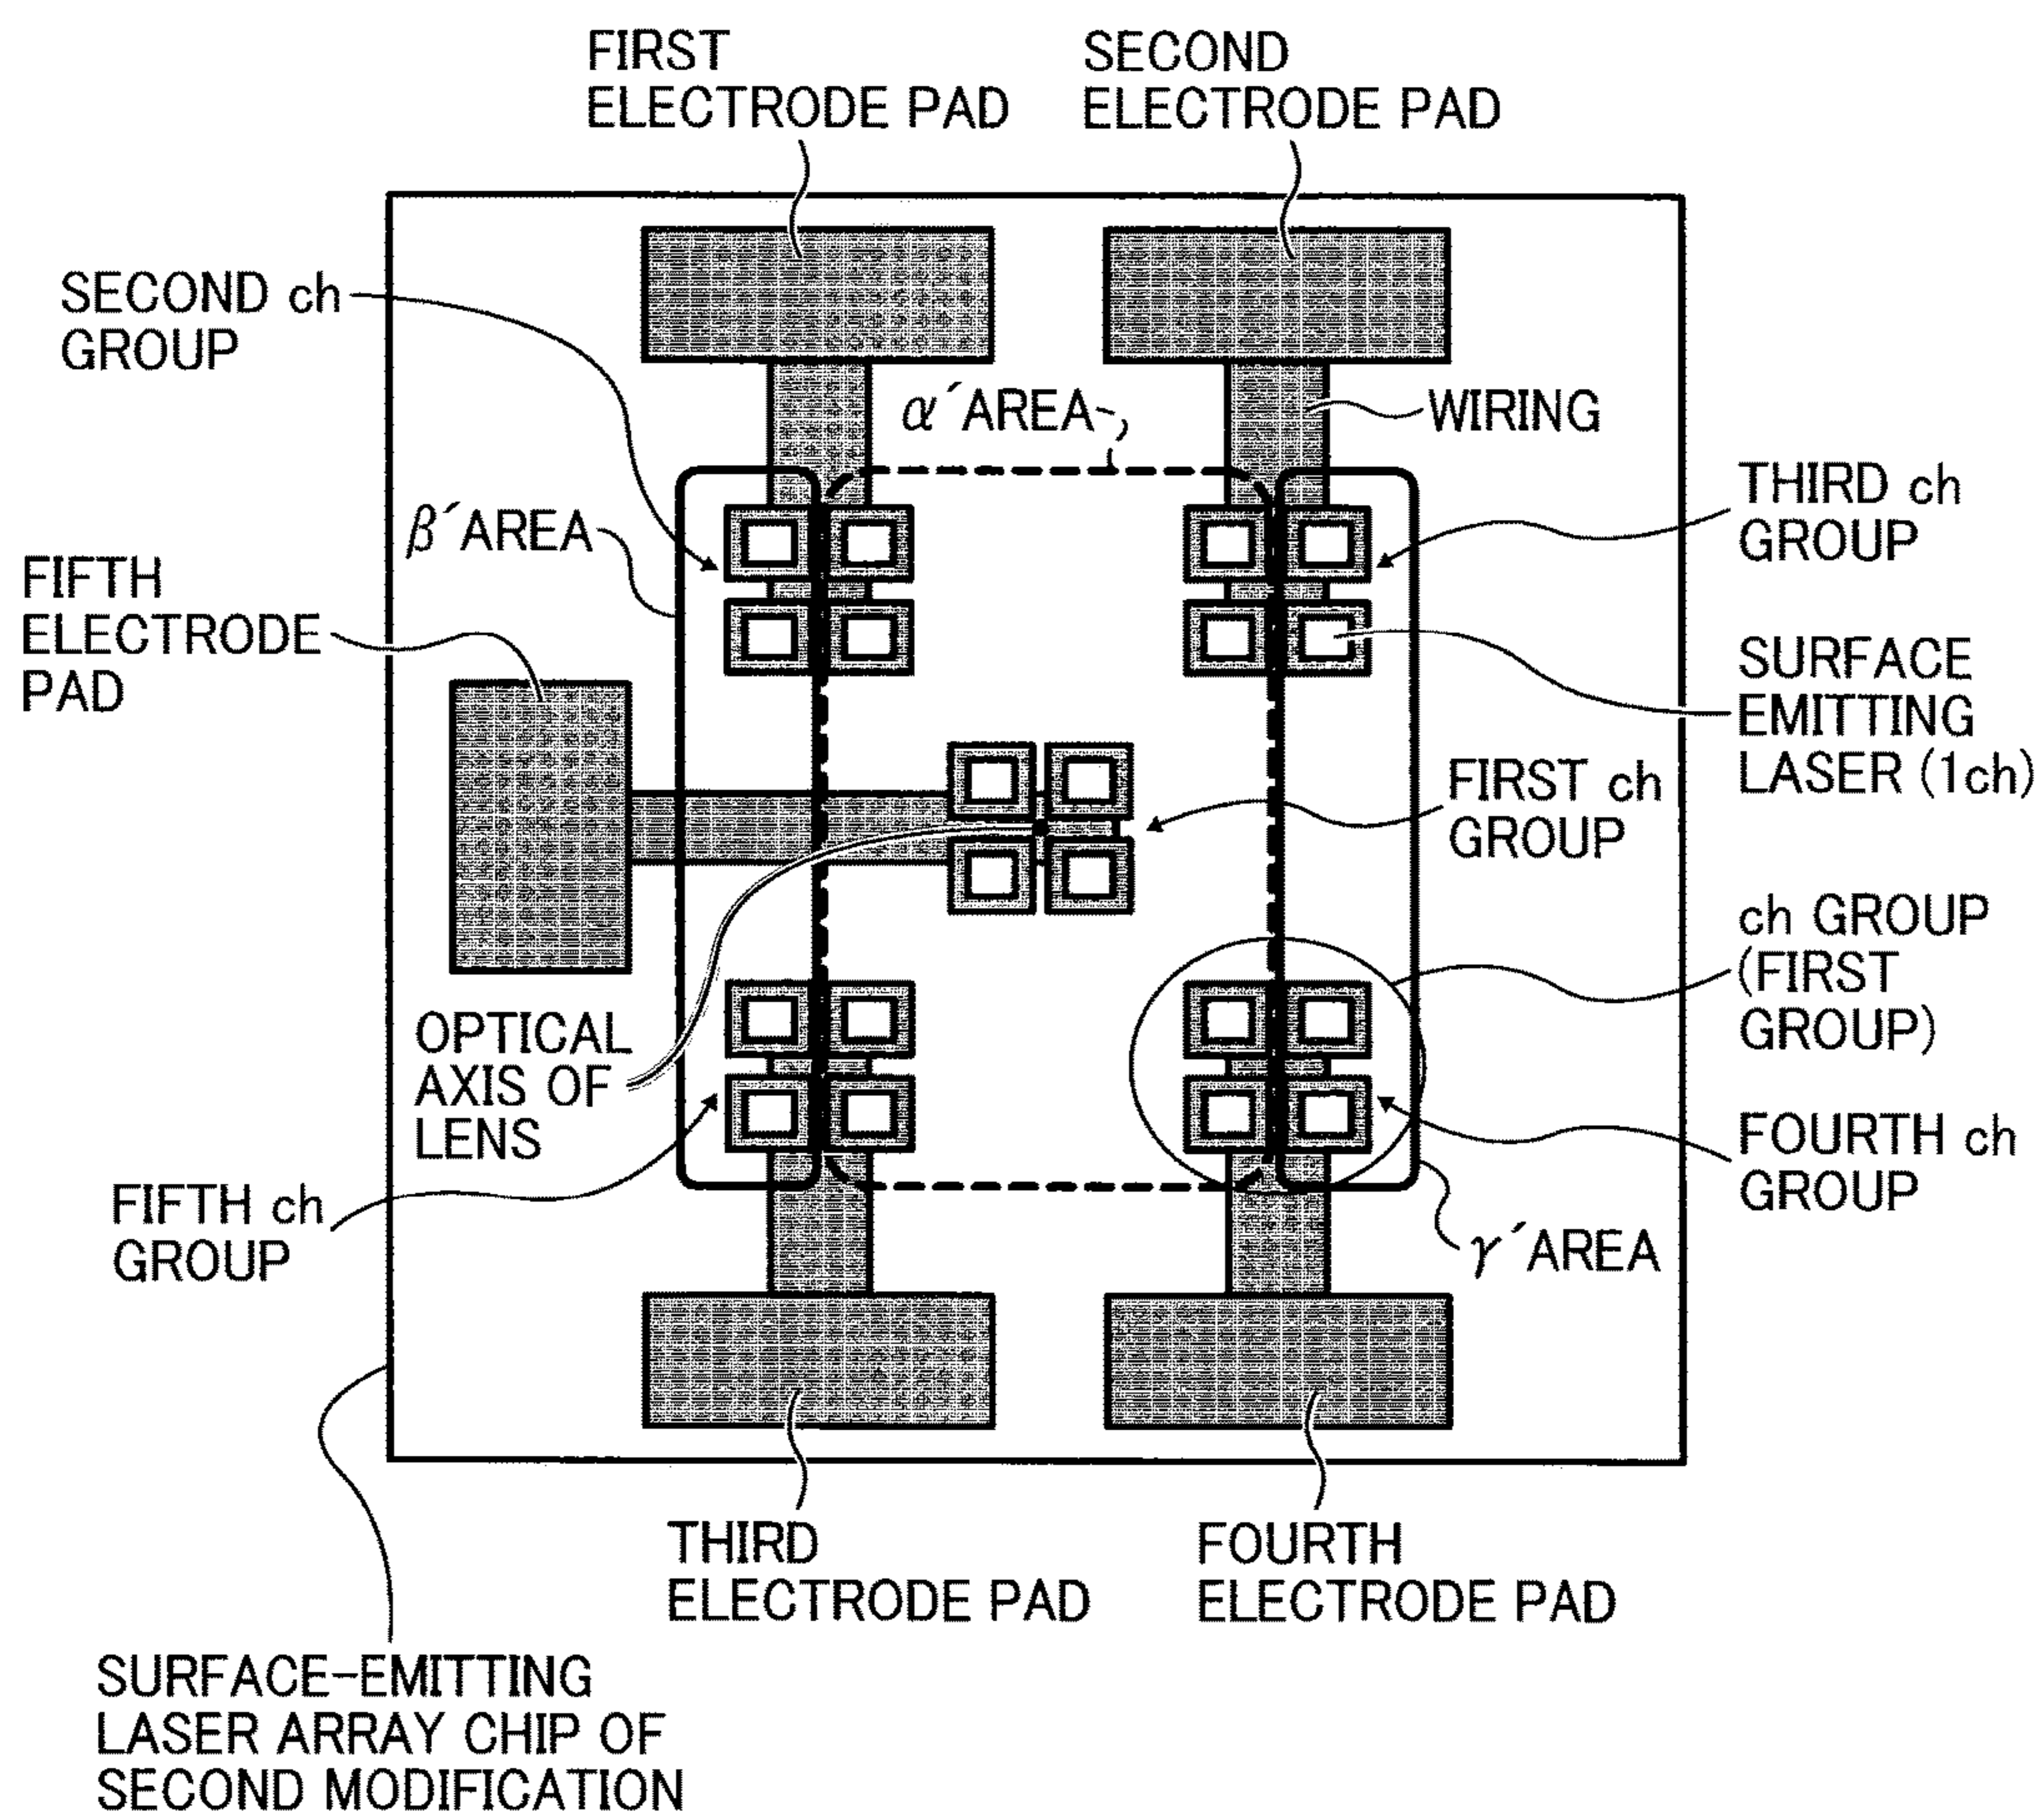 FIRST
ELECTRODE PAD
SECOND
ELECTRODE PAD
SECOND ch
GROUP
α´AREA
WIRING
β´AREA
THIRD ch
GROUP
FIFTH
ELECTRODE
PAD
SURFACE
EMITTING
LASER (1ch)
FIRST ch
GROUP
ch GROUP
(FIRST
GROUP)
OPTICAL
AXIS OF
LENS
FOURTH ch
GROUP
FIFTH ch
GROUP
γ´AREA
THIRD
ELECTRODE PAD
FOURTH
ELECTRODE PAD
SURFACE-EMITTING
LASER ARRAY CHIP OF
SECOND MODIFICATION